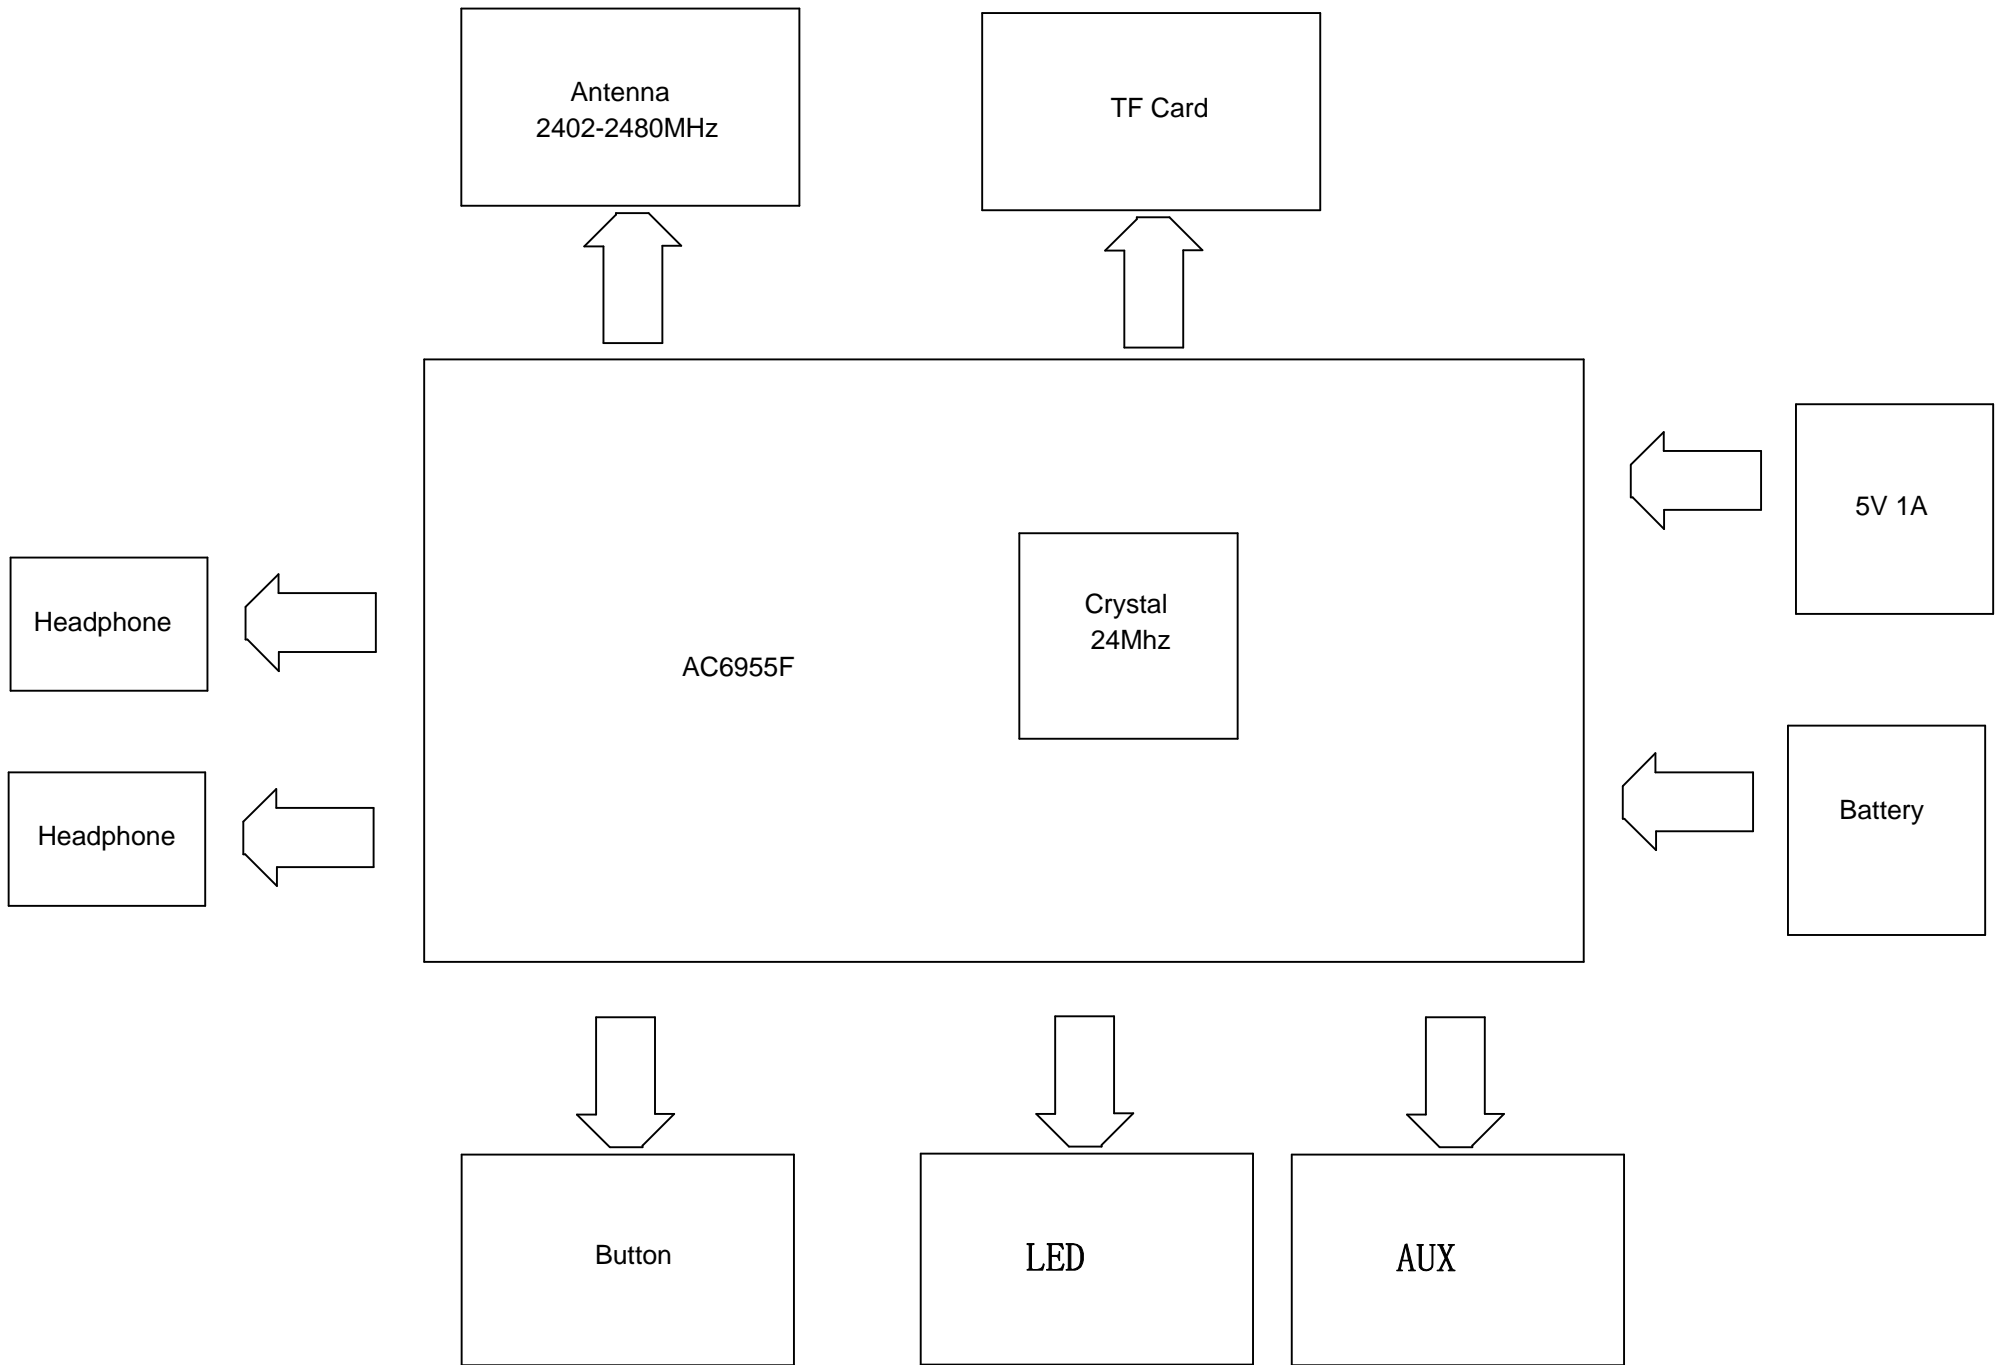 Antenna
2402-2480MHz
TF Card
5V 1A
Headphone
Crystal
24Mhz
AC6955F
Battery
Headphone
Button
LED
AUX